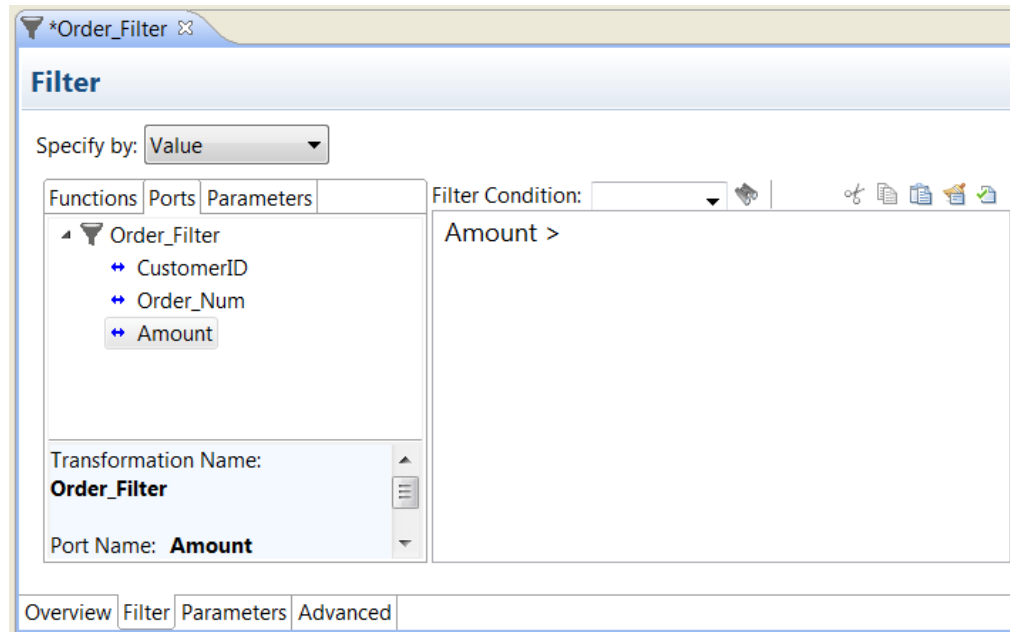 *Order_Filter
Filter
Specify by: Value
Functions Ports Parameters
Filter Condition:
Order_Filter
CustomerID
Order_Num
Amount
Amount >
Transformation Name:
Order_Filter
Port Name: Amount
Overview Filter Parameters Advanced